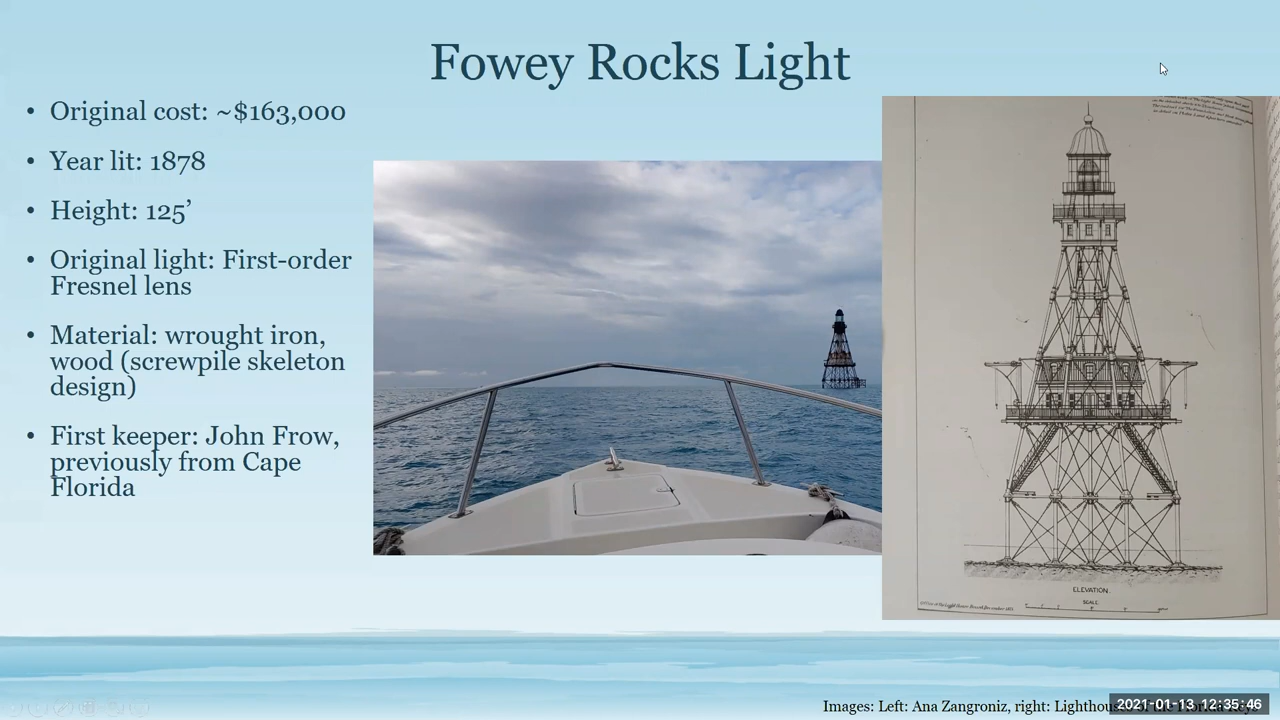 Fowey Rocks Light
• Original cost: ~$163,000
• Year lit: 1878
• Height: 125’
• Original light: First-order
Fresnel lens
• Material: wrought iron,
wood (screwpile skeleton
design)
• First keeper: John Frow,
previously from Cape
Florida
ELEVATION.
SCALE
Images: Left: Ana Zangroniz, right:
2021-01-13 12:35:46